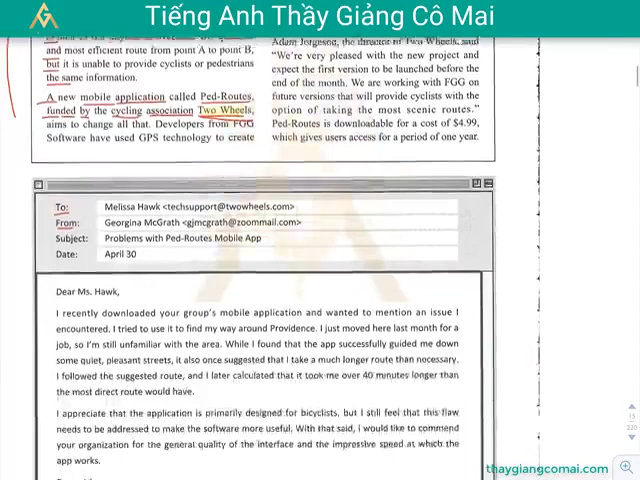 Tiếng Anh Thầy Giảng Cô Mai
and most efficient route from point A to point B,
but it is unable to provide cyclists or pedestrians
the same information.
A new mobile application called Ped-Routes,
funded by the cycling association Two Wheels,
aims to change all that. Developers from FGG
Software have used GPS technology to create
Adam Jorgeson, the director of Two Wheels, said
“We’re very pleased with the new project and
expect the first version to be launched before the
end of the month. We are working with FGG on
future versions that will provide cyclists with the
option of taking the most scenic routes.”
Ped-Routes is downloadable for a cost of $4.99,
which gives users access for a period of one year.
To: Melissa Hawk <techsupport@twowheels.com>
From: Georgina McGrath <gjmcgrath@zoommail.com>
Subject: Problems with Ped-Routes Mobile App
Date: April 30
Dear Ms. Hawk,
I recently downloaded your group's mobile application and wanted to mention an issue I
encountered. I tried to use it to find my way around Providence. I just moved here last month for a
job, so I'm still unfamiliar with the area. While I found that the app successfully guided me down
some quiet, pleasant streets, it also once suggested that I take a much longer route than necessary.
I followed the suggested route, and I later calculated that it took me over 40 minutes longer than
the most direct route would have.
I appreciate that the application is primarily designed for bicyclists, but I still feel that this flaw
needs to be addressed to make the software more useful. With that said, I would like to commend
your organization for the general quality of the interface and the impressive speed at which the
app works.
15
220
thaygiangcomai.com